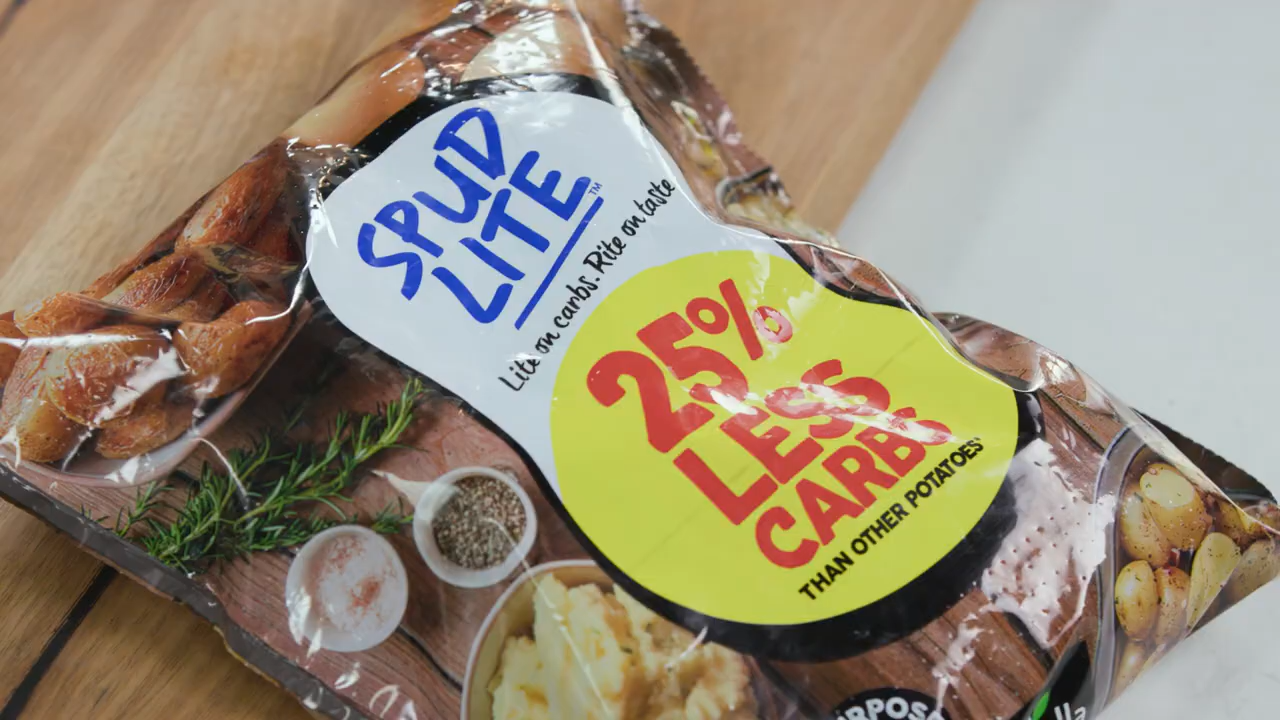 SPUD
LITE™
Lite on carbs. Rite on taste
25%
LESS
CARBS
THAN OTHER POTATOES*